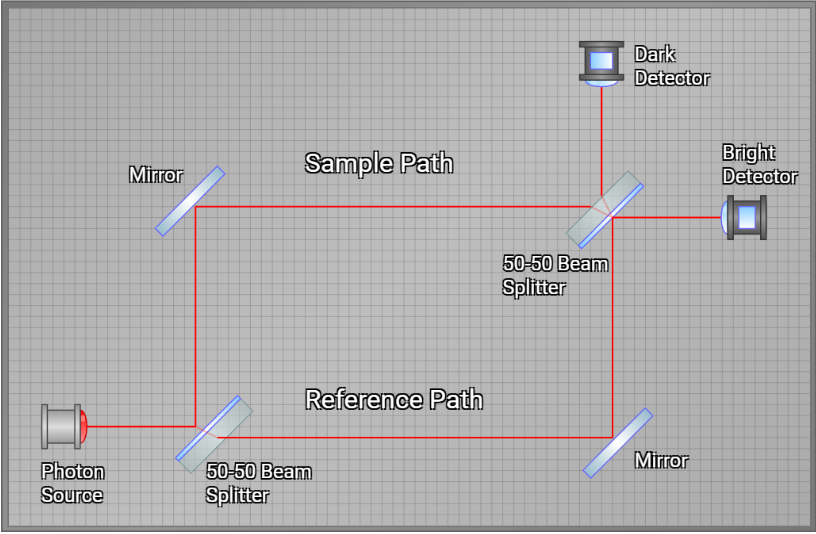 Dark
Detector
Bright
Detector
Sample Path
Mirror
50-50 Beam
Splitter
Reference Path
Photon
Source
50-50 Beam
Splitter
Mirror